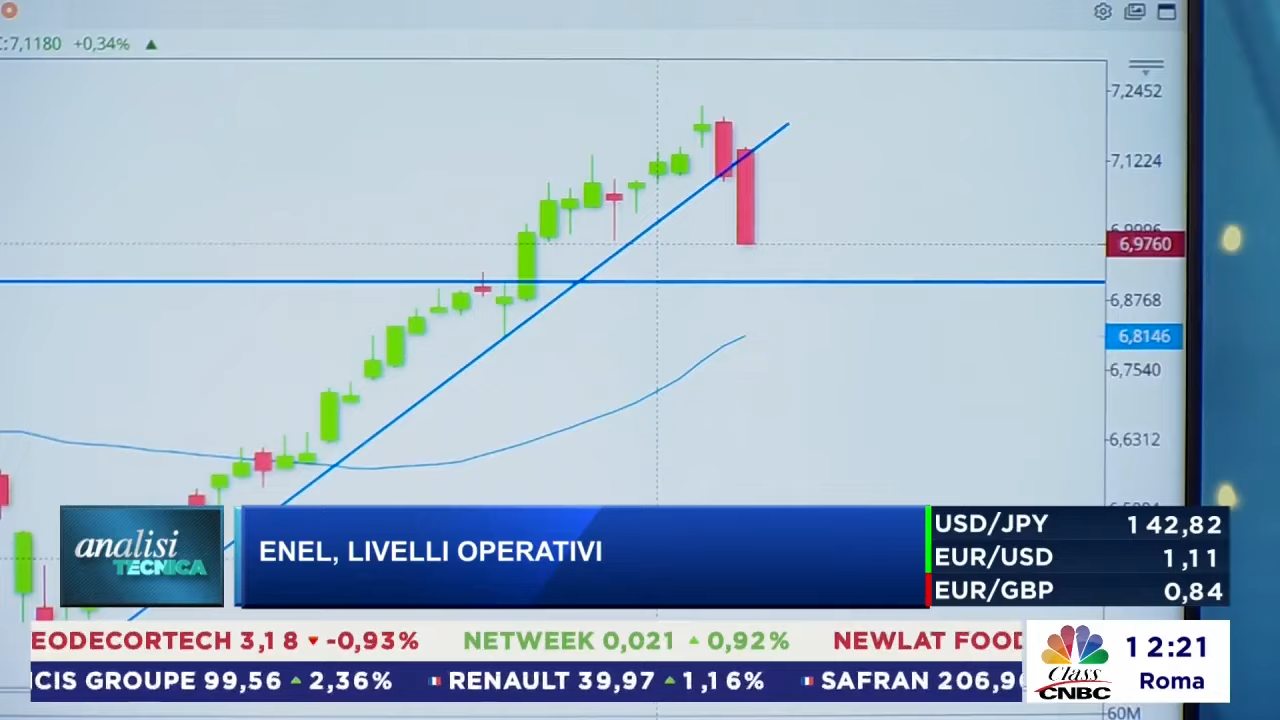 C:7,1180 +0,34%
7,2452
7,1224
6,9760
6,8768
6,8146
6,7540
6,6312
analisi
TECNICA
ENEL, LIVELLI OPERATIVI
USD/JPY 142,82
EUR/USD 1,11
EUR/GBP 0,84
EODECORTECH 3,18 -0,93% NETWEEK 0,021 0,92% NEWLAT FOOD
CIS GROUPE 99,56 2,36% RENAULT 39,97 1,16% SAFRAN 206,9
Class
CNBC
12:21
Roma
60M